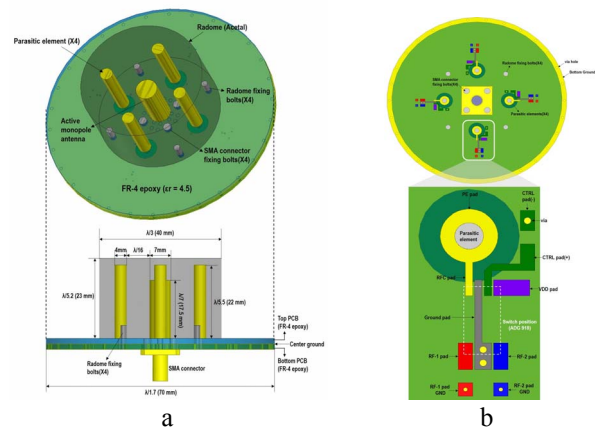 Parasitic element (X4)
Radome (Acetal)
Radome fixing
bolts(X4)
Active
monopole
antenna
SMA connector
fixing bolts(X4)
FR-4 epoxy (εr = 4.5)
λ/3 (40 mm)
4mm
λ/16
7mm
λ/5.2 (23 mm)
λ/7 (17.5 mm)
λ/5.5 (22 mm)
Top PCB
(FR-4 epoxy)
Center ground
Bottom PCB
(FR-4 epoxy)
Radome fixing
bolts(X4)
SMA connector
λ/1.7 (70 mm)
a
via hole
Bottom Ground
Radome fixing
bolts(X4)
SMA connector
fixing bolts(X4)
Parasitic elements(X4)
PE pad
CTRL
pad(-)
Parasitic
element
via
CTRL pad(+)
RFC pad
VDD pad
Ground pad
Switch position
(ADG 918)
RF-1 pad
RF-2 pad
RF-1 pad
GND
RF-2 pad
GND
b